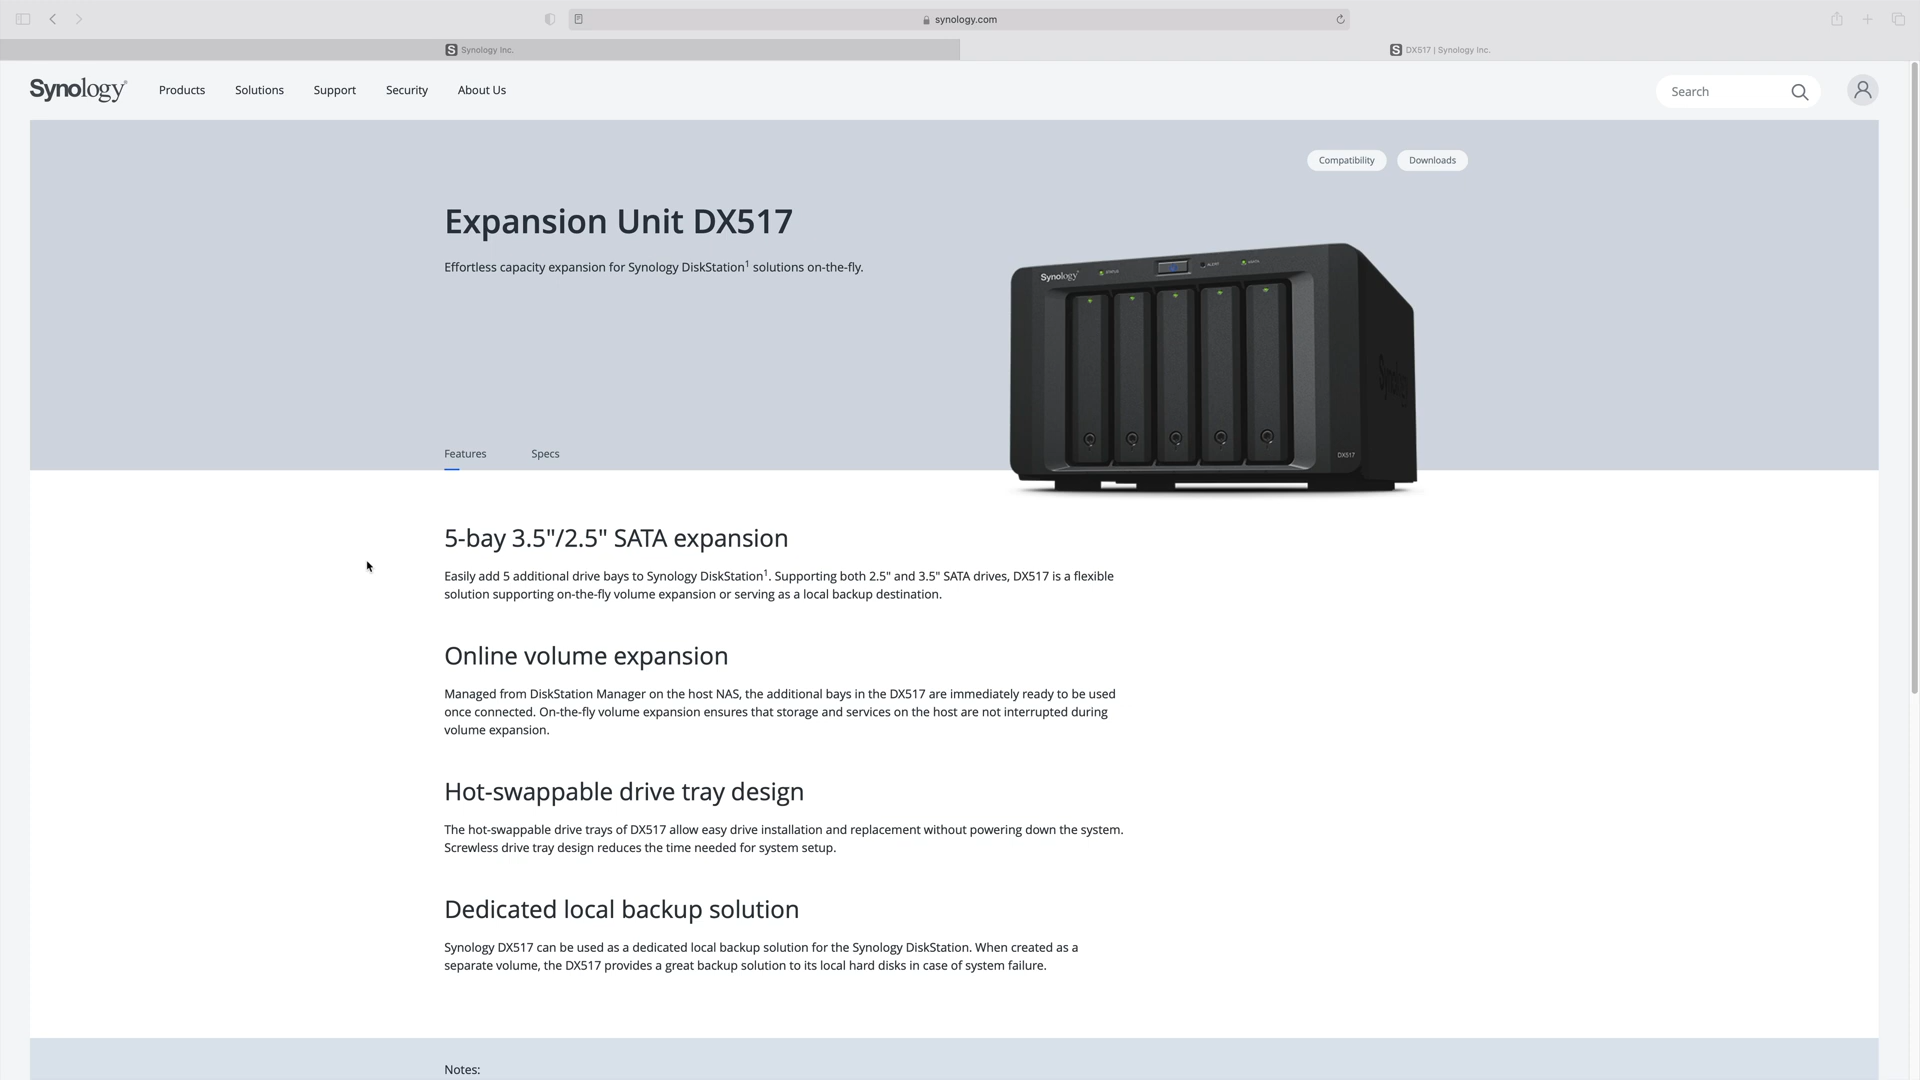 synology.com
Synology Inc.
DX517 | Synology Inc.
Synology
Products
Solutions
Support
Security
About Us
Search
Compatibility
Downloads
Expansion Unit DX517
Effortless capacity expansion for Synology DiskStation1 solutions on-the-fly.
Synology
STATUS
ALERT
DX517
Synology
Features
Specs
5-bay 3.5"/2.5" SATA expansion
Easily add 5 additional drive bays to Synology DiskStation1. Supporting both 2.5" and 3.5" SATA drives, DX517 is a flexible
solution supporting on-the-fly volume expansion or serving as a local backup destination.
Online volume expansion
Managed from DiskStation Manager on the host NAS, the additional bays in the DX517 are immediately ready to be used
once connected. On-the-fly volume expansion ensures that storage and services on the host are not interrupted during
volume expansion.
Hot-swappable drive tray design
The hot-swappable drive trays of DX517 allow easy drive installation and replacement without powering down the system.
Screwless drive tray design reduces the time needed for system setup.
Dedicated local backup solution
Synology DX517 can be used as a dedicated local backup solution for the Synology DiskStation. When created as a
separate volume, the DX517 provides a great backup solution to its local hard disks in case of system failure.
Notes: